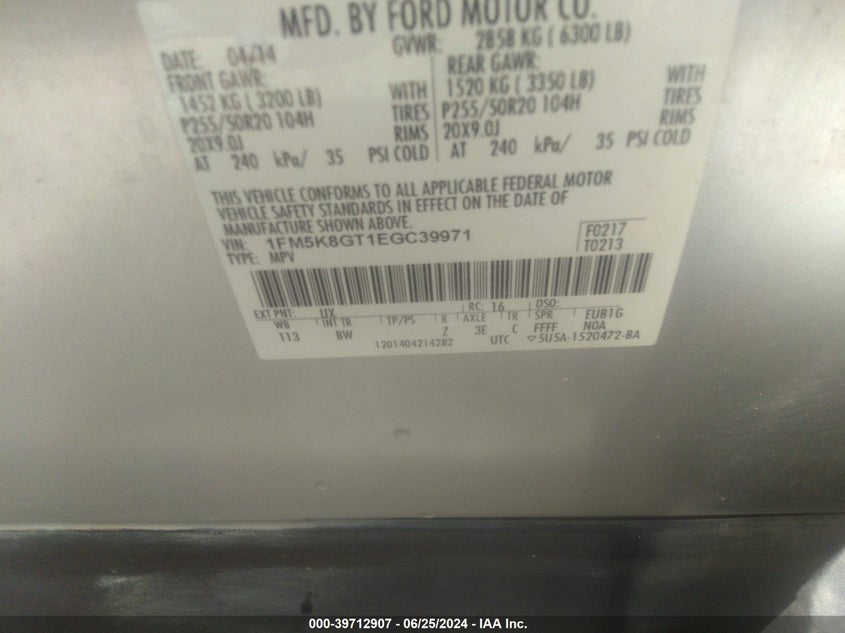 MFD. BY FORD MOTOR CO.
DATE: 04/14 GVWR: 2858 KG ( 6300 LB)
FRONT GAWR: REAR GAWR:
1452 KG ( 3200 LB) WITH 1520 KG ( 3350 LB) WITH
P255/50R20 104H TIRES P255/50R20 104H TIRES
20X9.0J RIMS 20X9.0J RIMS
AT 240 kPa/ 35 PSI COLD AT 240 kPa/ 35 PSI COLD
THIS VEHICLE CONFORMS TO ALL APPLICABLE FEDERAL MOTOR
VEHICLE SAFETY STANDARDS IN EFFECT ON THE DATE OF
MANUFACTURE SHOWN ABOVE.
VIN: 1FM5K8GT1EGC39971 F0217
TYPE: MPV T0213
EXT PNT: UX RC: 16 DSO:
WB INT TR TP/PS R AXLE TR SPR EUB1G
113 BW Z 3E C FFFF NOA
1201404214282 UTC ▽5U5A-1520472-BA
000-39712907 - 06/25/2024 - IAA Inc.